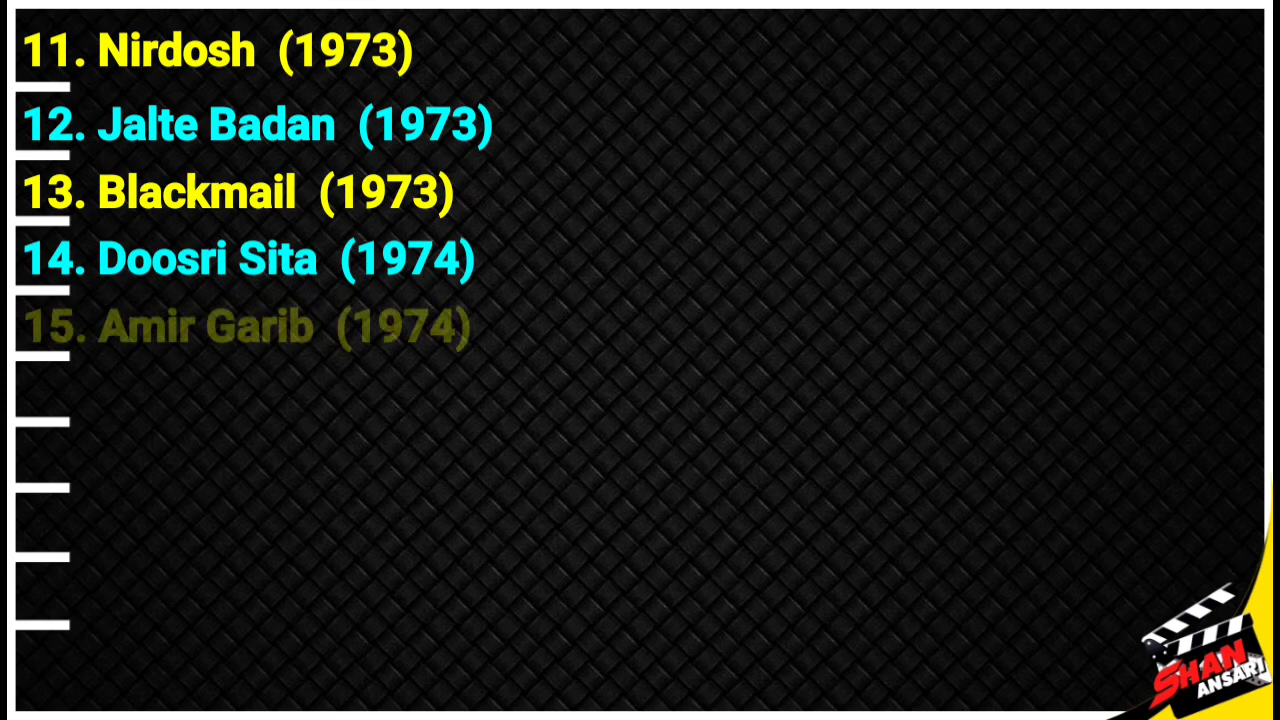 11. Nirdosh (1973)
12. Jalte Badan (1973)
13. Blackmail (1973)
14. Doosri Sita (1974)
15. Amir Garib (1974)
SHAN
ANSARI